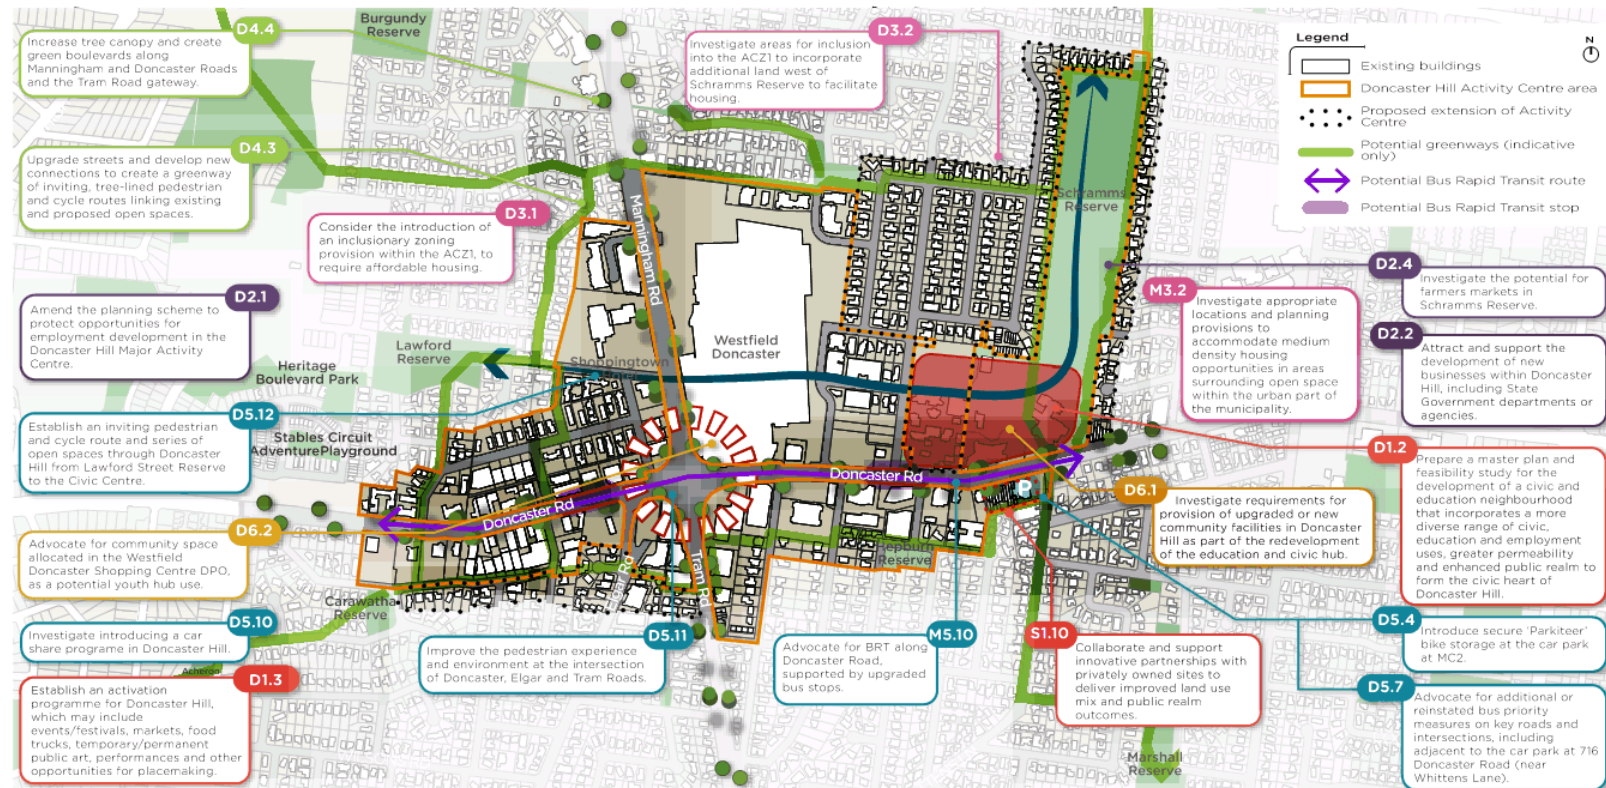 Burgundy
Reserve
D4.4
Increase tree canopy and create
green boulevards along
Manningham and Doncaster Roads
and the Tram Road gateway.
D3.2
Investigate areas for inclusion
into the ACZ1 to incorporate
additional land west of
Schramms Reserve to facilitate
housing.
Legend
N
Existing buildings
Doncaster Hill Activity Centre area
Proposed extension of Activity
Centre
Potential greenways (indicative
only)
Potential Bus Rapid Transit route
Potential Bus Rapid Transit stop
D4.3
Upgrade streets and develop new
connections to create a greenway
of inviting, tree-lined pedestrian
and cycle routes linking existing
and proposed open spaces.
D3.1
Consider the introduction of
an inclusionary zoning
provision within the ACZ1, to
require affordable housing.
Manningham Rd
Schramms
Reserve
D2.4
Investigate the potential for
farmers markets in
Schramms Reserve.
D2.1
Amend the planning scheme to
protect opportunities for
employment development in the
Doncaster Hill Major Activity
Centre.
M3.2
Investigate appropriate
locations and planning
provisions to
accommodate medium
density housing
opportunities in areas
surrounding open space
within the urban part of
the municipality.
D2.2
Attract and support the
development of new
businesses within Doncaster
Hill, including State
Government departments or
agencies.
Lawford
Reserve
Heritage
Boulevard Park
Shoppingtown
Westfield
Doncaster
D5.12
Establish an inviting pedestrian
and cycle route and series of
open spaces through Doncaster
Hill from Lawford Street Reserve
to the Civic Centre.
Stables Circuit
AdventurePlayground
D1.2
Prepare a master plan and
feasibility study for the
development of a civic and
education neighbourhood
that incorporates a more
diverse range of civic,
education and employment
uses, greater permeability
and enhanced public realm to
form the civic heart of
Doncaster Hill.
Doncaster Rd
Doncaster Rd
P
D6.1
Investigate requirements for
provision of upgraded or new
community facilities in Doncaster
Hill as part of the redevelopment
of the education and civic hub.
D6.2
Advocate for community space
allocated in the Westfield
Doncaster Shopping Centre DPO,
as a potential youth hub use.
Hepburn
Reserve
Elgar Rd
Tram Rd
Carawatha
Reserve
D5.10
Investigate introducing a car
share programe in Doncaster Hill.
D5.11
Improve the pedestrian experience
and environment at the intersection
of Doncaster, Elgar and Tram Roads.
M5.10
Advocate for BRT along
Doncaster Road,
supported by upgraded
bus stops.
S1.10
Collaborate and support
innovative partnerships with
privately owned sites to
deliver improved land use
mix and public realm
outcomes.
D5.4
Introduce secure 'Parkiteer'
bike storage at the car park
at MC2.
Acheron
D1.3
Establish an activation
programme for Doncaster Hill,
which may include
events/festivals, markets, food
trucks, temporary/permanent
public art, performances and other
opportunities for placemaking.
D5.7
Advocate for additional or
reinstated bus priority
measures on key roads and
intersections, including
adjacent to the car park at 716
Doncaster Road (near
Whittens Lane).
Marshall
Reserve